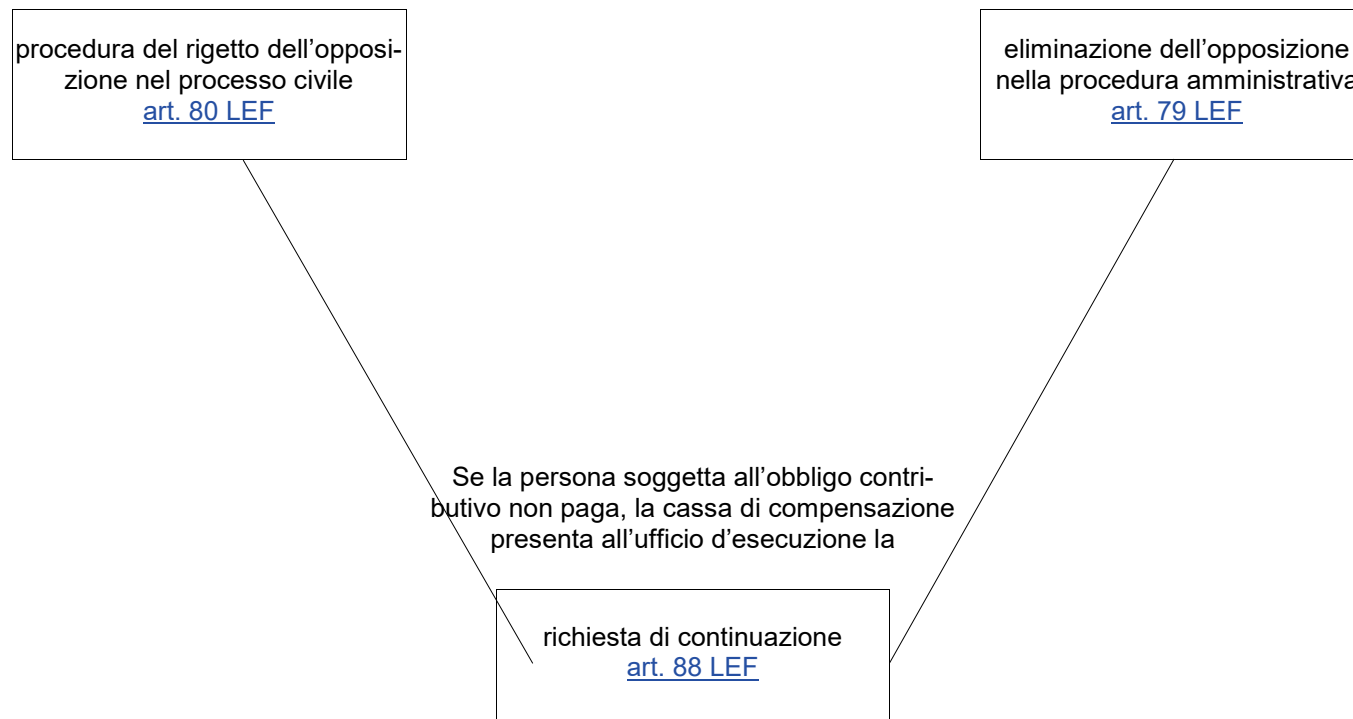 procedura del rigetto dell’opposi-
zione nel processo civile
art. 80 LEF
eliminazione dell’opposizione
nella procedura amministrativa
art. 79 LEF
Se la persona soggetta all’obbligo contri-
butivo non paga, la cassa di compensazione
presenta all’ufficio d’esecuzione la
richiesta di continuazione
art. 88 LEF